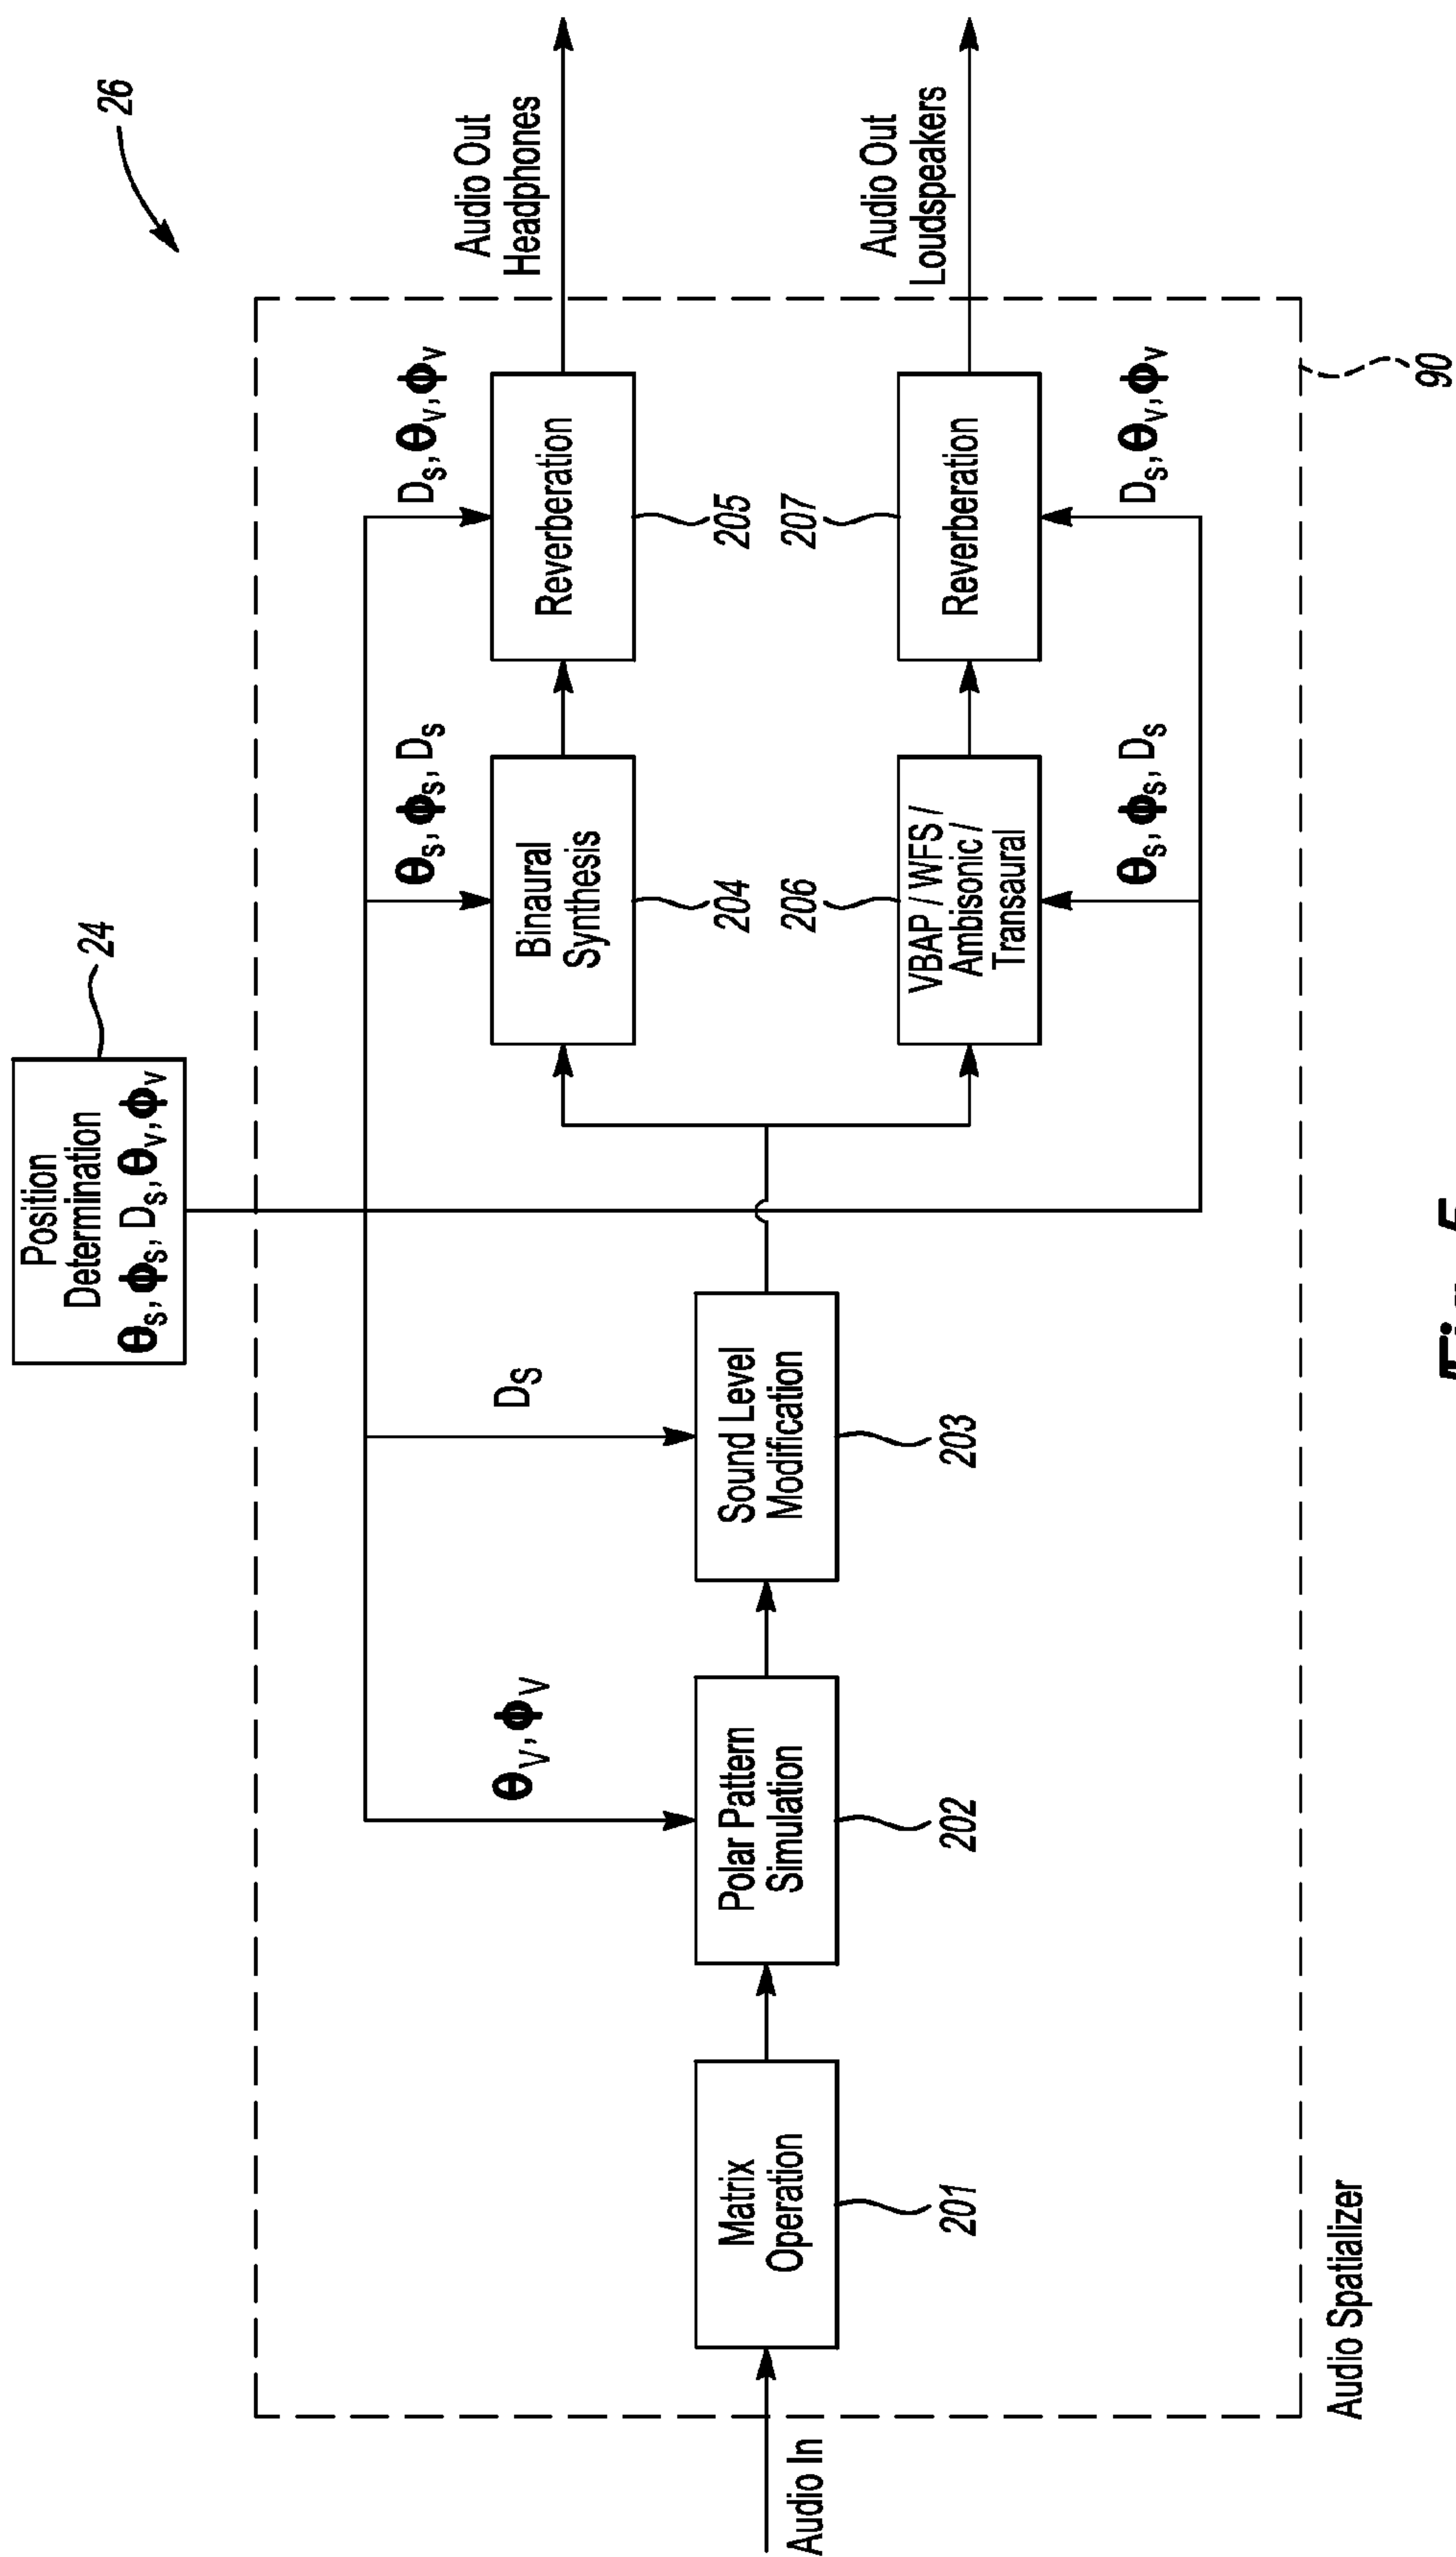 26
Position
Determination
θs, ϕs, Ds, θv, ϕv
24
θv, ϕv
Ds
θs, ϕs, Ds
Ds, θv, ϕv
Audio Out
Headphones
Binaural
Synthesis
204
Reverberation
205
Audio In
Matrix
Operation
201
Polar Pattern
Simulation
202
Sound Level
Modification
203
VBAP / WFS /
Ambisonic /
Transaural
206
Reverberation
207
Audio Out
Loudspeakers
θs, ϕs, Ds
Ds, θv, ϕv
Audio Spatializer
90